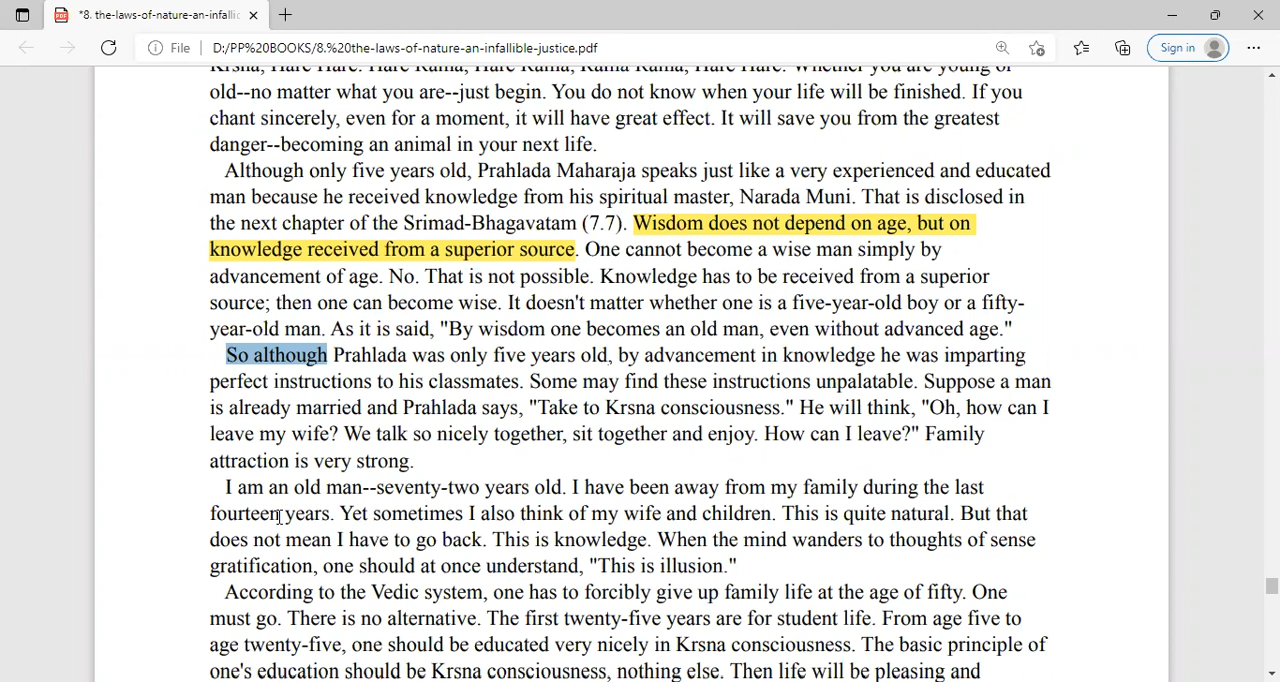 *8. the-laws-of-nature-an-infallic
File
D:/PP%20BOOKS/8.%20the-laws-of-nature-an-infallible-justice.pdf
Sign in
Krsna, Hare Hare. Hare Rama, Hare Rama, Rama Rama, Hare Hare. Whether you are young or
old--no matter what you are--just begin. You do not know when your life will be finished. If you
chant sincerely, even for a moment, it will have great effect. It will save you from the greatest
danger--becoming an animal in your next life.
Although only five years old, Prahlada Maharaja speaks just like a very experienced and educated
man because he received knowledge from his spiritual master, Narada Muni. That is disclosed in
the next chapter of the Srimad-Bhagavatam (7.7). Wisdom does not depend on age, but on
knowledge received from a superior source. One cannot become a wise man simply by
advancement of age. No. That is not possible. Knowledge has to be received from a superior
source; then one can become wise. It doesn't matter whether one is a five-year-old boy or a fifty-
year-old man. As it is said, "By wisdom one becomes an old man, even without advanced age."
So although Prahlada was only five years old, by advancement in knowledge he was imparting
perfect instructions to his classmates. Some may find these instructions unpalatable. Suppose a man
is already married and Prahlada says, "Take to Krsna consciousness." He will think, "Oh, how can I
leave my wife? We talk so nicely together, sit together and enjoy. How can I leave?" Family
attraction is very strong.
I am an old man--seventy-two years old. I have been away from my family during the last
fourteen years. Yet sometimes I also think of my wife and children. This is quite natural. But that
does not mean I have to go back. This is knowledge. When the mind wanders to thoughts of sense
gratification, one should at once understand, "This is illusion."
According to the Vedic system, one has to forcibly give up family life at the age of fifty. One
must go. There is no alternative. The first twenty-five years are for student life. From age five to
age twenty-five, one should be educated very nicely in Krsna consciousness. The basic principle of
one's education should be Krsna consciousness, nothing else. Then life will be pleasing and